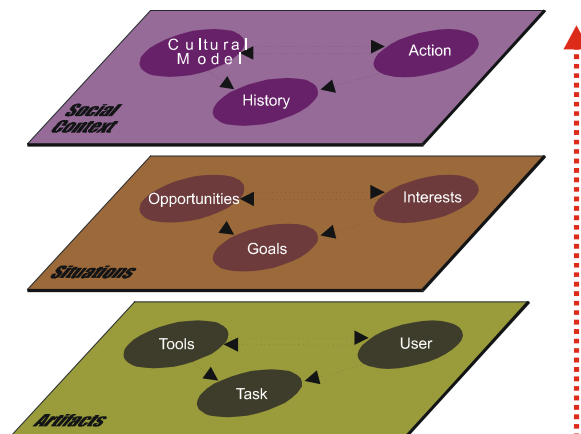 Cultural
Model
Action
History
Social
Context
Opportunities
Interests
Goals
Situations
Tools
User
Task
Artifacts